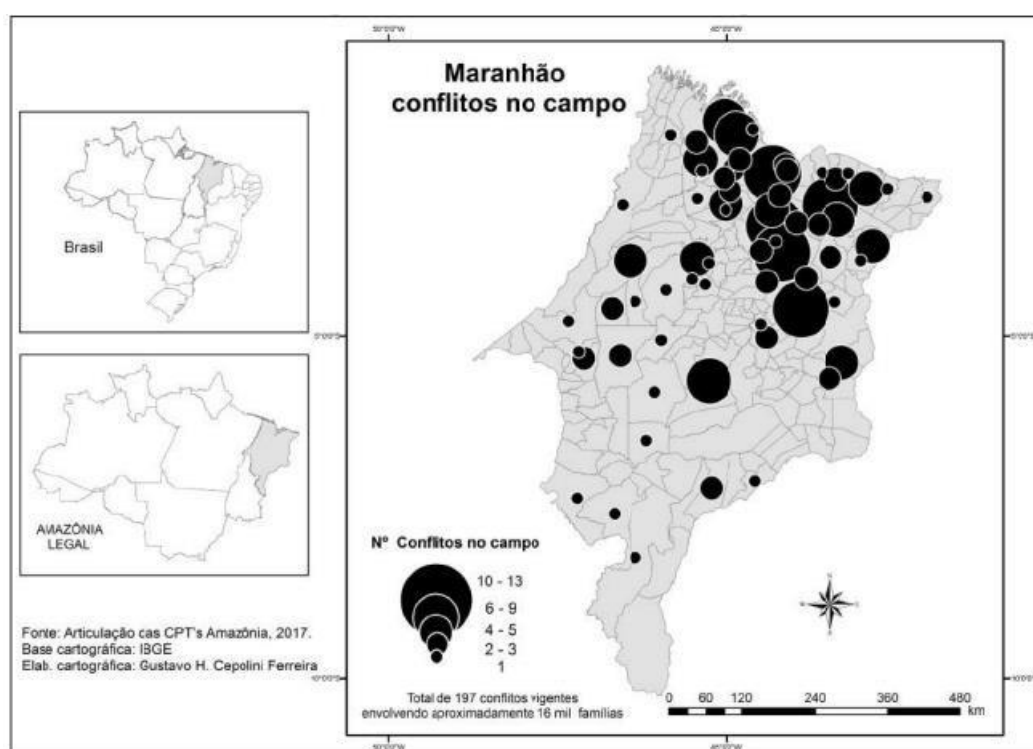 Maranhão
conflitos no campo
Brasil
AMAZÔNIA
LEGAL
Fonte: Articulação cas CPT's Amazônia, 2017.
Base cartográfica: IBGE
Elab. cartográfica: Gustavo H. Cepolini Ferreira
Nº Conflitos no campo
10 - 13
6 - 9
4 - 5
2 - 3
1
Total de 197 conflitos vigentes
envolvendo aproximadamente 16 mil famílias
0 60 120 240 360 480
km
N